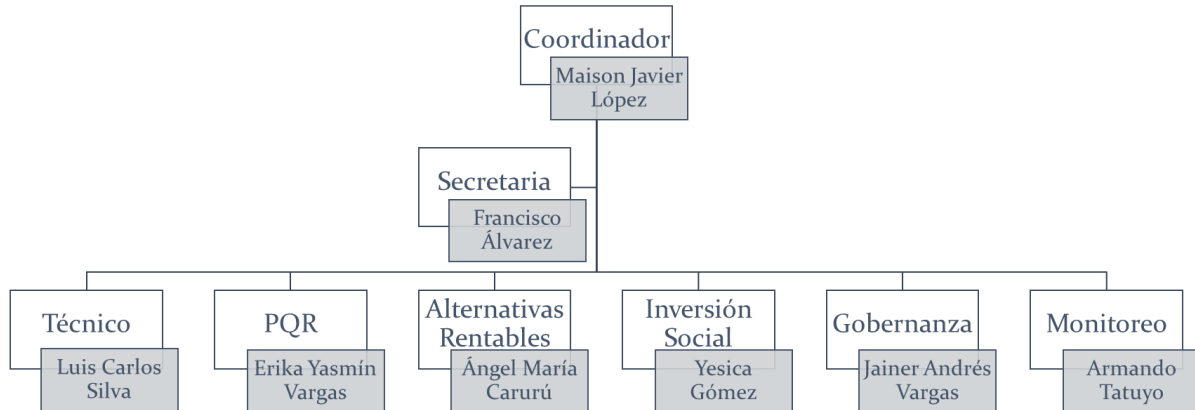 Coordinador
Maison Javier
López
Secretaria
Francisco
Álvarez
Técnico
Luis Carlos
Silva
PQR
Erika Yasmín
Vargas
Alternativas
Rentables
Ángel María
Carurú
Inversión
Social
Yesica
Gómez
Gobernanza
Jainer Andrés
Vargas
Monitoreo
Armando
Tatuyo